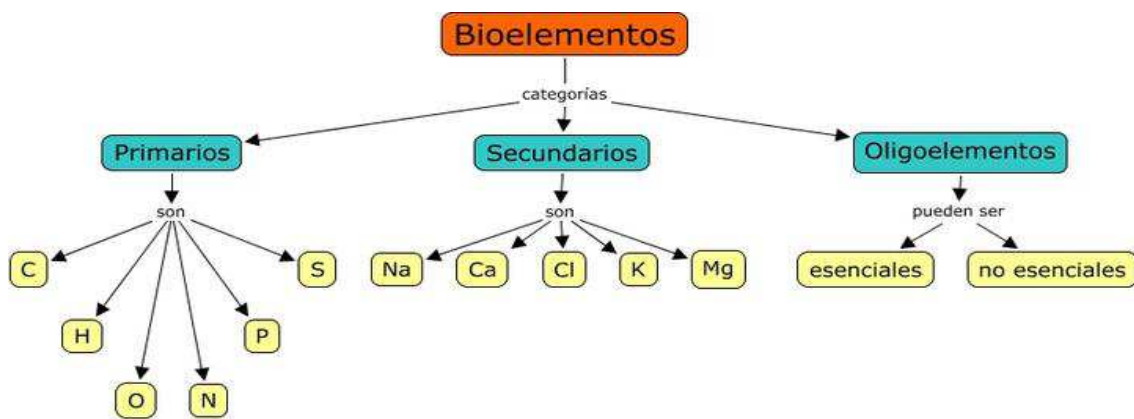 Bioelementos
categorías
Primarios
Secundarios
Oligoelementos
son
son
pueden ser
C
S
Na
Ca
Cl
K
Mg
esenciales
no esenciales
H
P
O
N